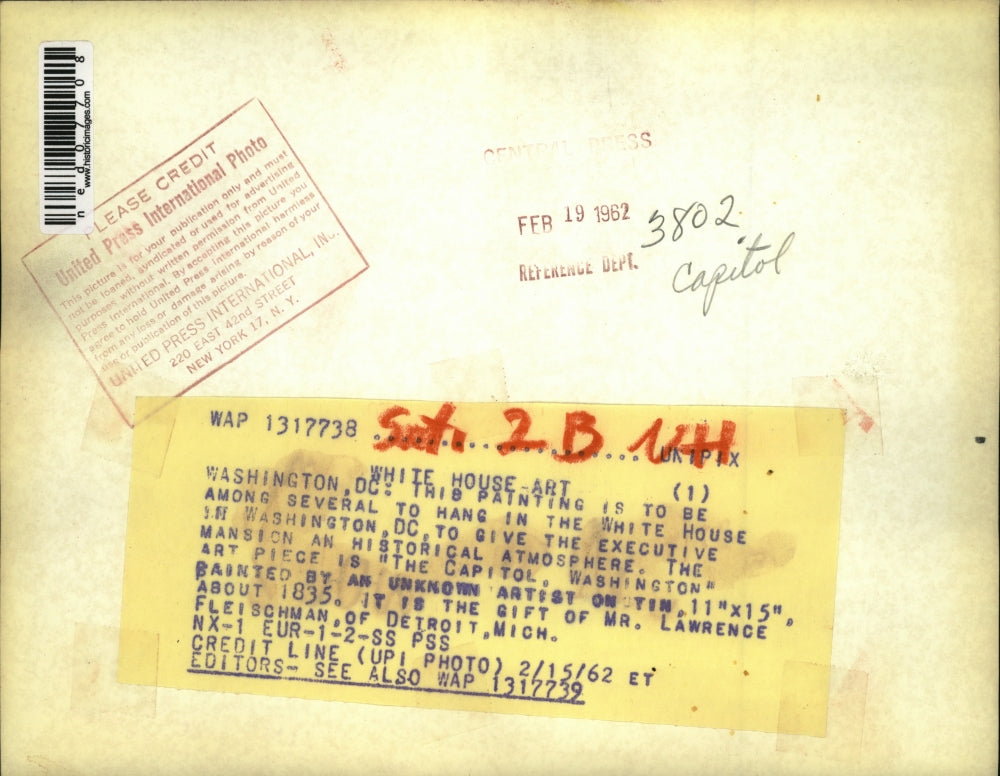 ned07708
www.historicimages.com
PLEASE CREDIT
United Press International Photo
This picture is for your publication only and must
not be loaned, syndicated or used for advertising
purposes without written permission from United
Press International. By accepting this picture you
agree to hold United Press International harmless
from any loss or damage arising by reason of your
use or publication of this picture.
UNITED PRESS INTERNATIONAL, INC.
220 EAST 42nd STREET
NEW YORK 17, N. Y.
CENTRAL PRESS
FEB 19 1962
REFERENCE DEPT.
3802
Capitol
WAP 1317738 .................... UNIPIX
Sat. 2 B
WHITE HOUSE-ART (1)
WASHINGTON,DC: THIS PAINTING IS TO BE
AMONG SEVERAL TO HANG IN THE WHITE HOUSE
IN WASHINGTON,DC,TO GIVE THE EXECUTIVE
MANSION AN HISTORICAL ATMOSPHERE. THE
ART PIECE IS "THE CAPITOL, WASHINGTON"
PAINTED BY AN UNKNOWN ARTIST ON TIN,11"X15",
ABOUT 1835. IT IS THE GIFT OF MR. LAWRENCE
FLEISCHMAN,OF DETROIT,MICH.
NX-1 EUR-1-2-SS PSS
CREDIT LINE (UPI PHOTO) 2/15/62 ET
EDITORS- SEE ALSO WAP 1317739